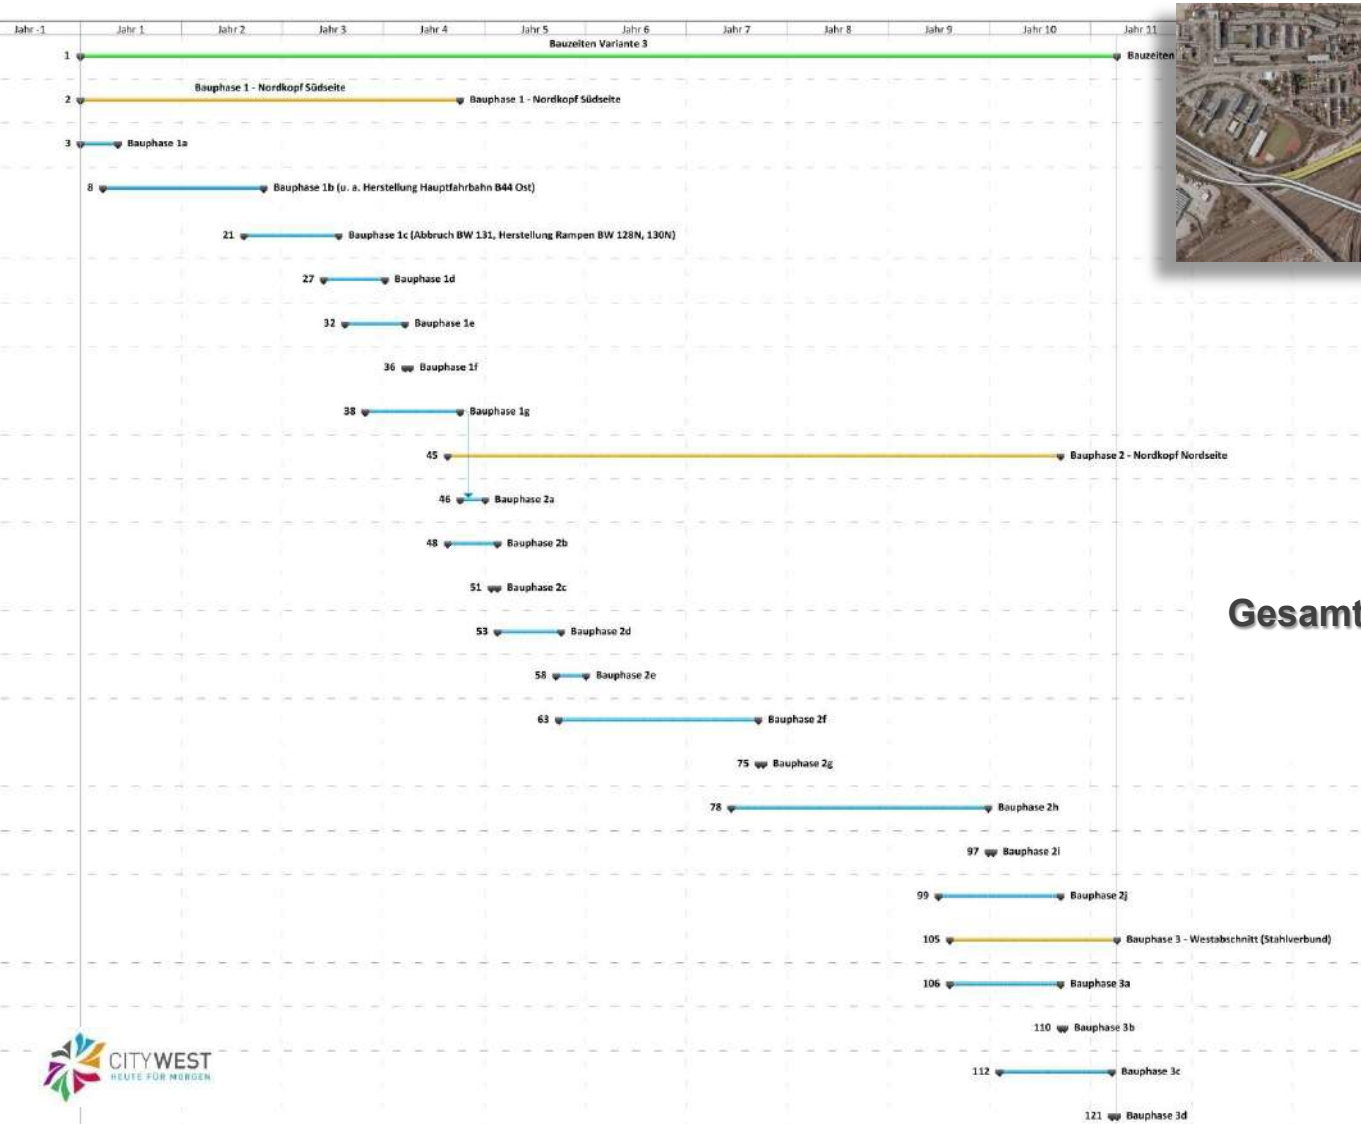 Jahr -1 Jahr 1 Jahr 2 Jahr 3 Jahr 4 Jahr 5 Jahr 6 Jahr 7 Jahr 8 Jahr 9 Jahr 10 Jahr 11
Bauzeiten Variante 3
1 Bauzeiten
Bauphase 1 - Nordkopf Südseite
2 Bauphase 1 - Nordkopf Südseite
3 Bauphase 1a
8 Bauphase 1b (u. a. Herstellung Hauptfahrbahn B44 Ost)
21 Bauphase 1c (Abbruch BW 131, Herstellung Rampen BW 128N, 130N)
27 Bauphase 1d
32 Bauphase 1e
36 Bauphase 1f
38 Bauphase 1g
45 Bauphase 2 - Nordkopf Nordseite
46 Bauphase 2a
48 Bauphase 2b
51 Bauphase 2c
53 Bauphase 2d
Gesamt
58 Bauphase 2e
63 Bauphase 2f
75 Bauphase 2g
78 Bauphase 2h
97 Bauphase 2i
99 Bauphase 2j
105 Bauphase 3 - Westabschnitt (Stahlverbund)
106 Bauphase 3a
110 Bauphase 3b
CITYWEST
HEUTE FÜR MORGEN
112 Bauphase 3c
121 Bauphase 3d